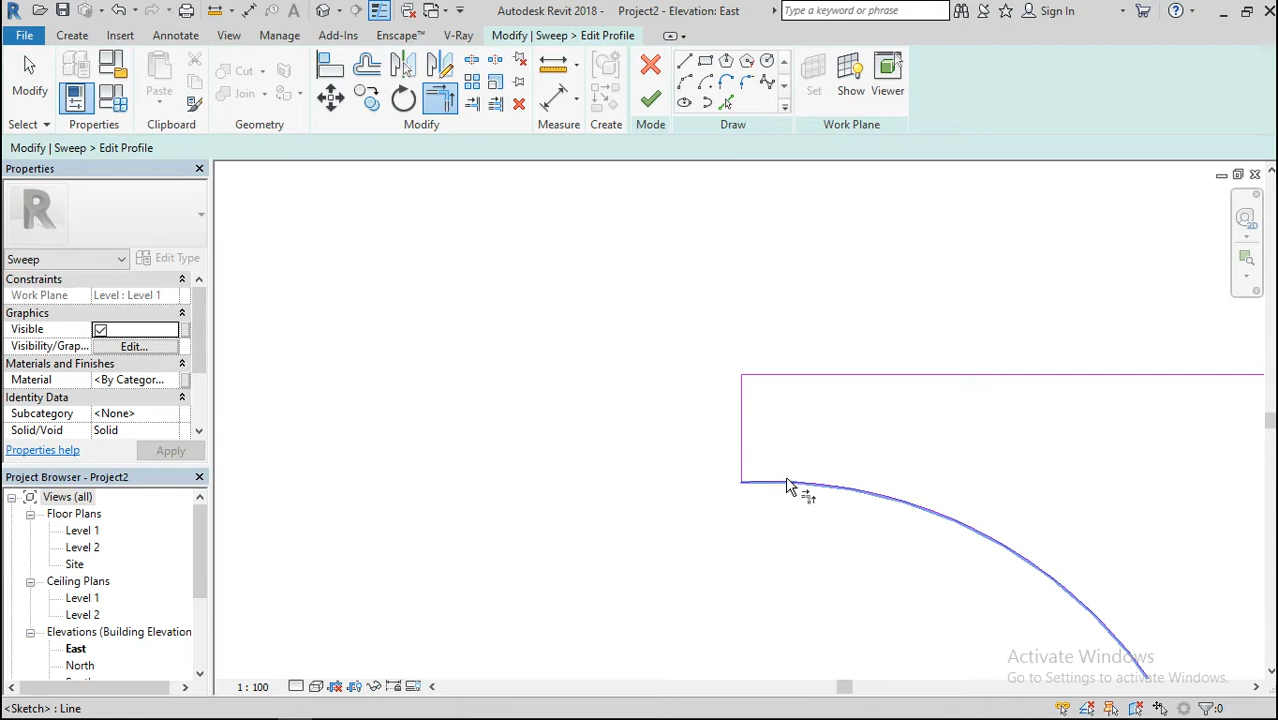 Autodesk Revit 2018 - Project2 - Elevation: East
Type a keyword or phrase
Sign In
File
Create
Insert
Annotate
View
Manage
Add-Ins
Enscape™
V-Ray
Modify | Sweep > Edit Profile
Modify
Paste
Cut
Join
Set
Show
Viewer
Select
Properties
Clipboard
Geometry
Modify
Measure
Create
Mode
Draw
Work Plane
Modify | Sweep > Edit Profile
Properties
R
Sweep
Edit Type
Constraints
Work Plane Level : Level 1
Graphics
Visible
Visibility/Grap... Edit...
Materials and Finishes
Material <By Categor...
Identity Data
Subcategory <None>
Solid/Void Solid
Properties help
Apply
Project Browser - Project2
Views (all)
Floor Plans
Level 1
Level 2
Site
Ceiling Plans
Level 1
Level 2
Elevations (Building Elevation
East
North
2D
Activate Windows
Go to Settings to activate Windows.
1 : 100
<Sketch> : Line
:0